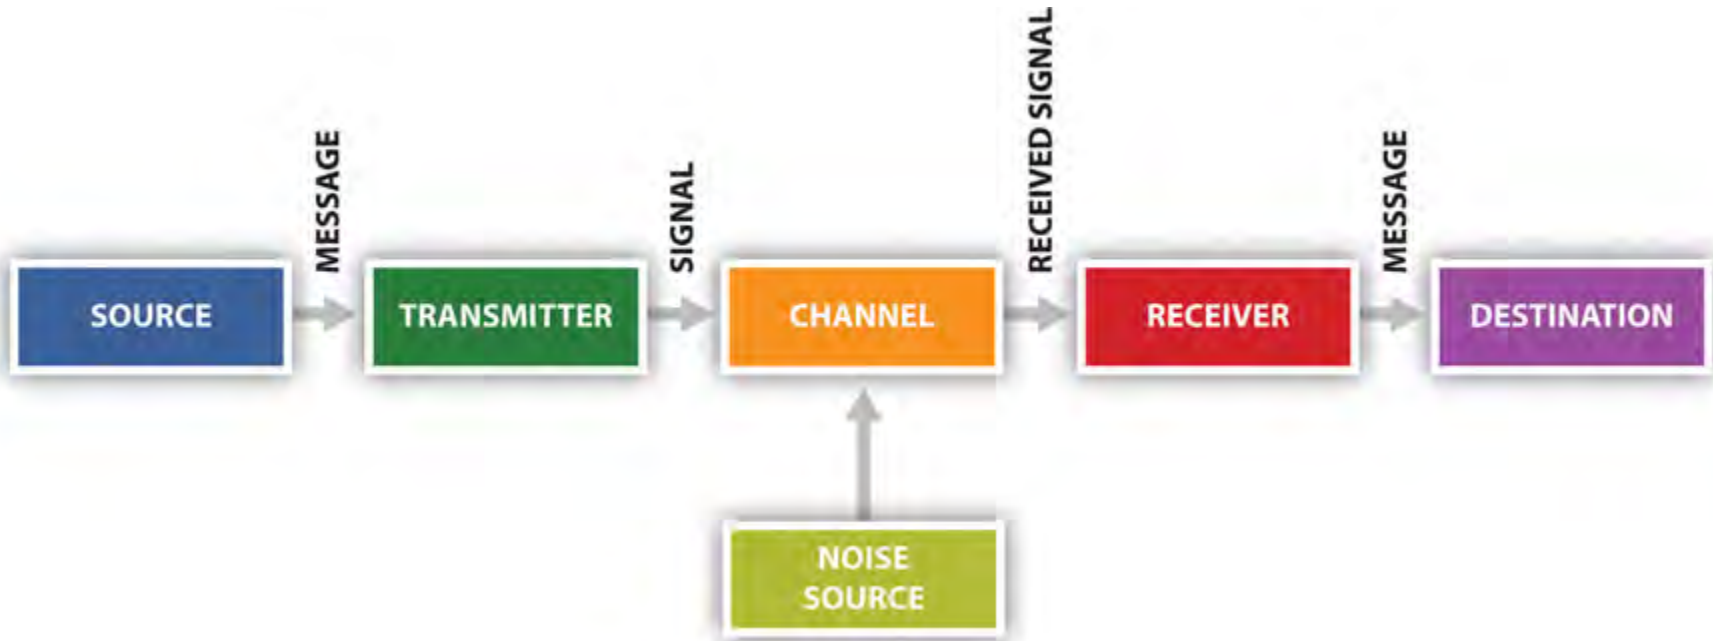 SOURCE
MESSAGE
TRANSMITTER
SIGNAL
CHANNEL
RECEIVED SIGNAL
RECEIVER
MESSAGE
DESTINATION
NOISE
SOURCE